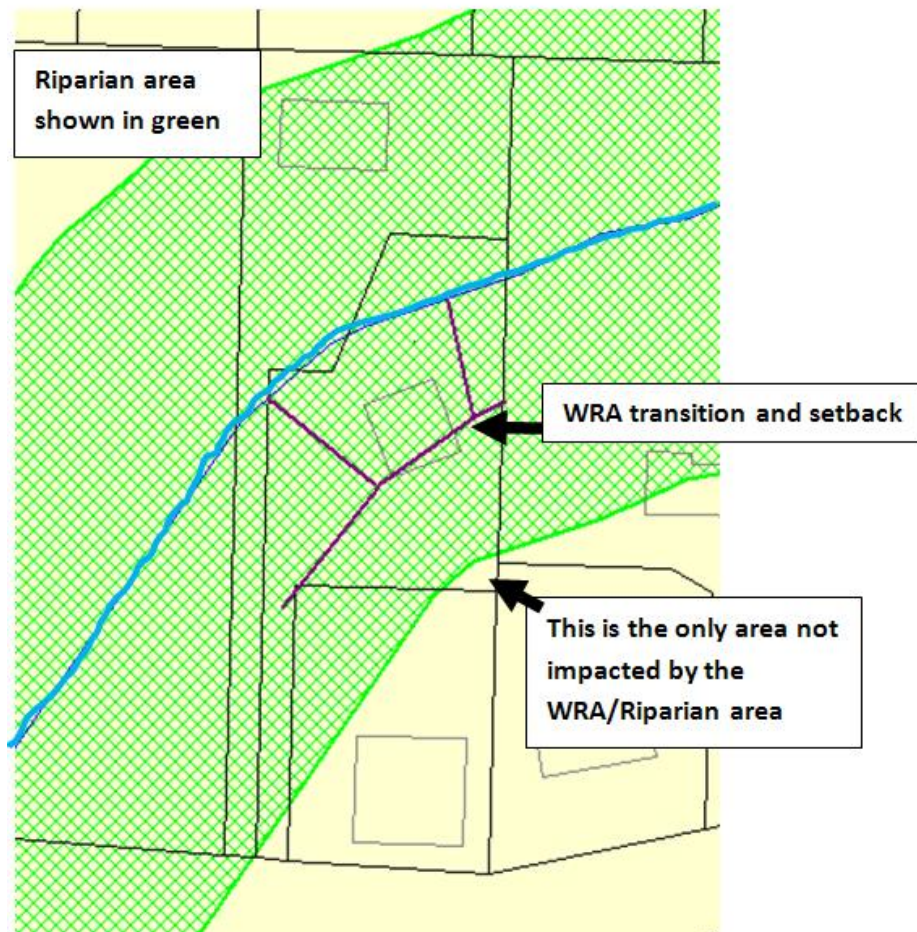 Riparian area
shown in green
WRA transition and setback
This is the only area not
impacted by the
WRA/Riparian area